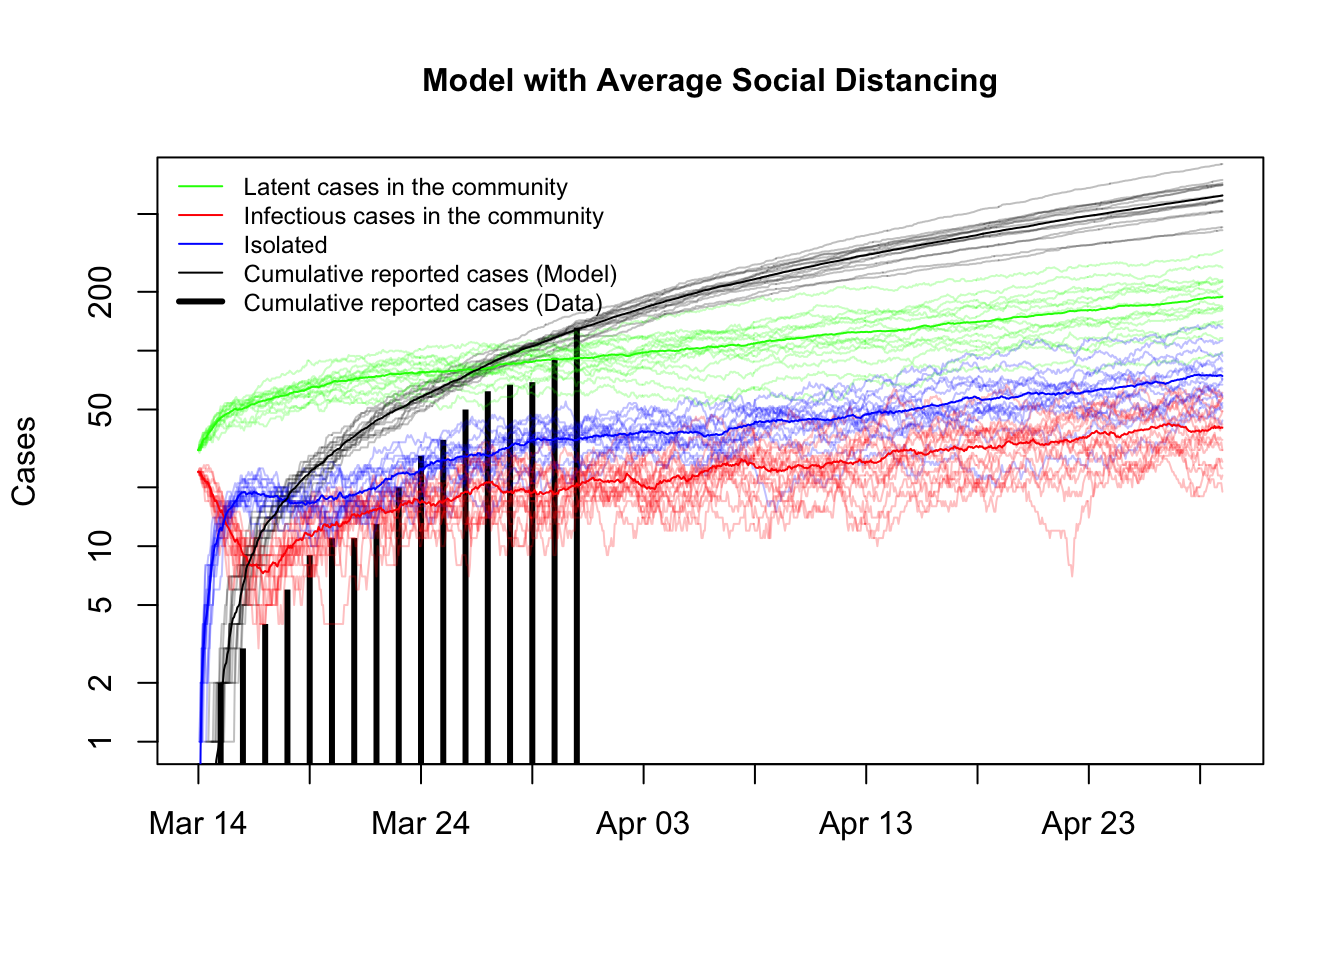 Model with Average Social Distancing
Latent cases in the community
Infectious cases in the community
Isolated
Cumulative reported cases (Model)
Cumulative reported cases (Data)
Cases
200
50
10
5
2
1
Mar 14 Mar 24 Apr 03 Apr 13 Apr 23